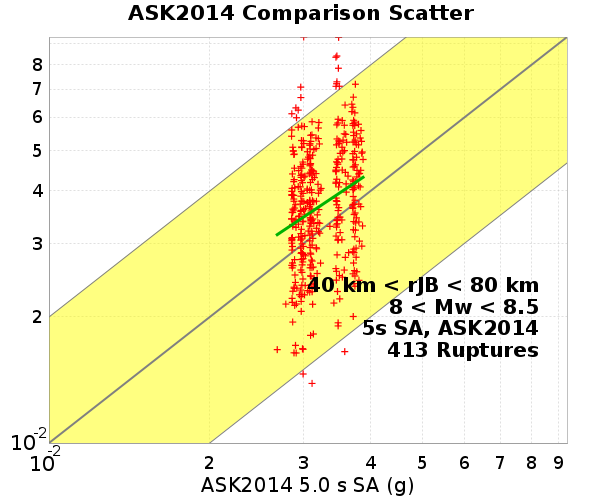 ASK2014 Comparison Scatter
8
7
6
5
4
3
2
10^-2
40 km < rJB < 80 km
8 < Mw < 8.5
5s SA, ASK2014
413 Ruptures
10^-2 2 3 4 5 6 7 8 9
ASK2014 5.0 s SA (g)